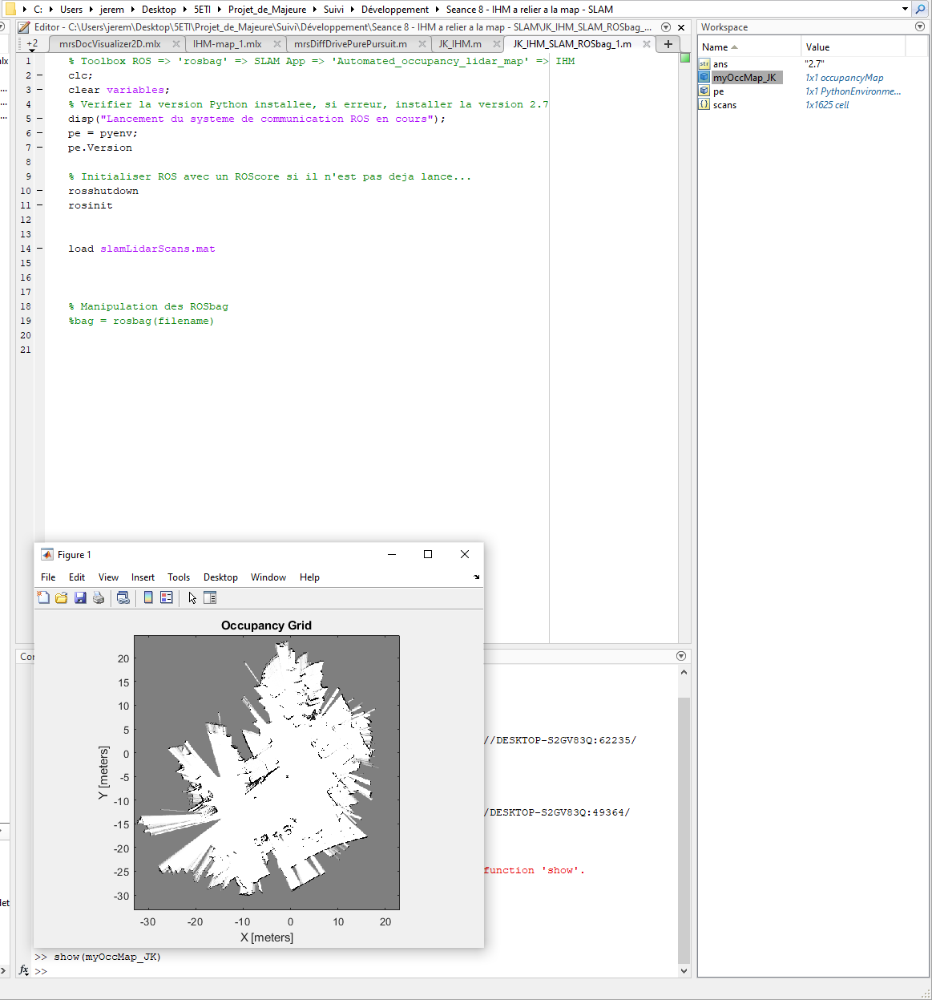 C: Users jerem Desktop 5ETI Projet_de_Majeure Suivi Développement Seance 8 - IHM a relier a la map - SLAM
Editor - C:\Users\jerem\Desktop\5ETI\Projet_de_Majeure\Suivi\Développement\Seance 8 - IHM a relier a la map - SLAM\JK_IHM_SLAM_ROSbag_...
+2 mrsDocVisualizer2D.mlx IHM-map_1.mlx mrsDiffDrivePurePursuit.m JK_IHM.m JK_IHM_SLAM_ROSbag_1.m
1 % Toolbox ROS => 'rosbag' => SLAM App => 'Automated_occupancy_lidar_map' => IHM
2 clc;
3 clear variables;
4 % Verifier la version Python installee, si erreur, installer la version 2.7
5 disp("Lancement du systeme de communication ROS en cours");
6 pe = pyenv;
7 pe.Version
8
9 % Initialiser ROS avec un ROScore si il n'est pas deja lance...
10 rosshutdown
11 rosinit
12
13
14 load slamLidarScans.mat
15
16
17
18 % Manipulation des ROSbag
19 %bag = rosbag(filename)
20
21
Workspace
Name Value
ans "2.7"
myOccMap_JK 1x1 occupancyMap
pe 1x1 PythonEnvironme...
scans 1x1625 cell
Figure 1
File Edit View Insert Tools Desktop Window Help
Occupancy Grid
20
15
10
5
0
-5
-10
-15
-20
-25
-30
Y [meters]
-30 -20 -10 0 10 20
X [meters]
//DESKTOP-S2GV83Q:62235/
/DESKTOP-S2GV83Q:49364/
function 'show'.
>> show(myOccMap_JK)
fx >>